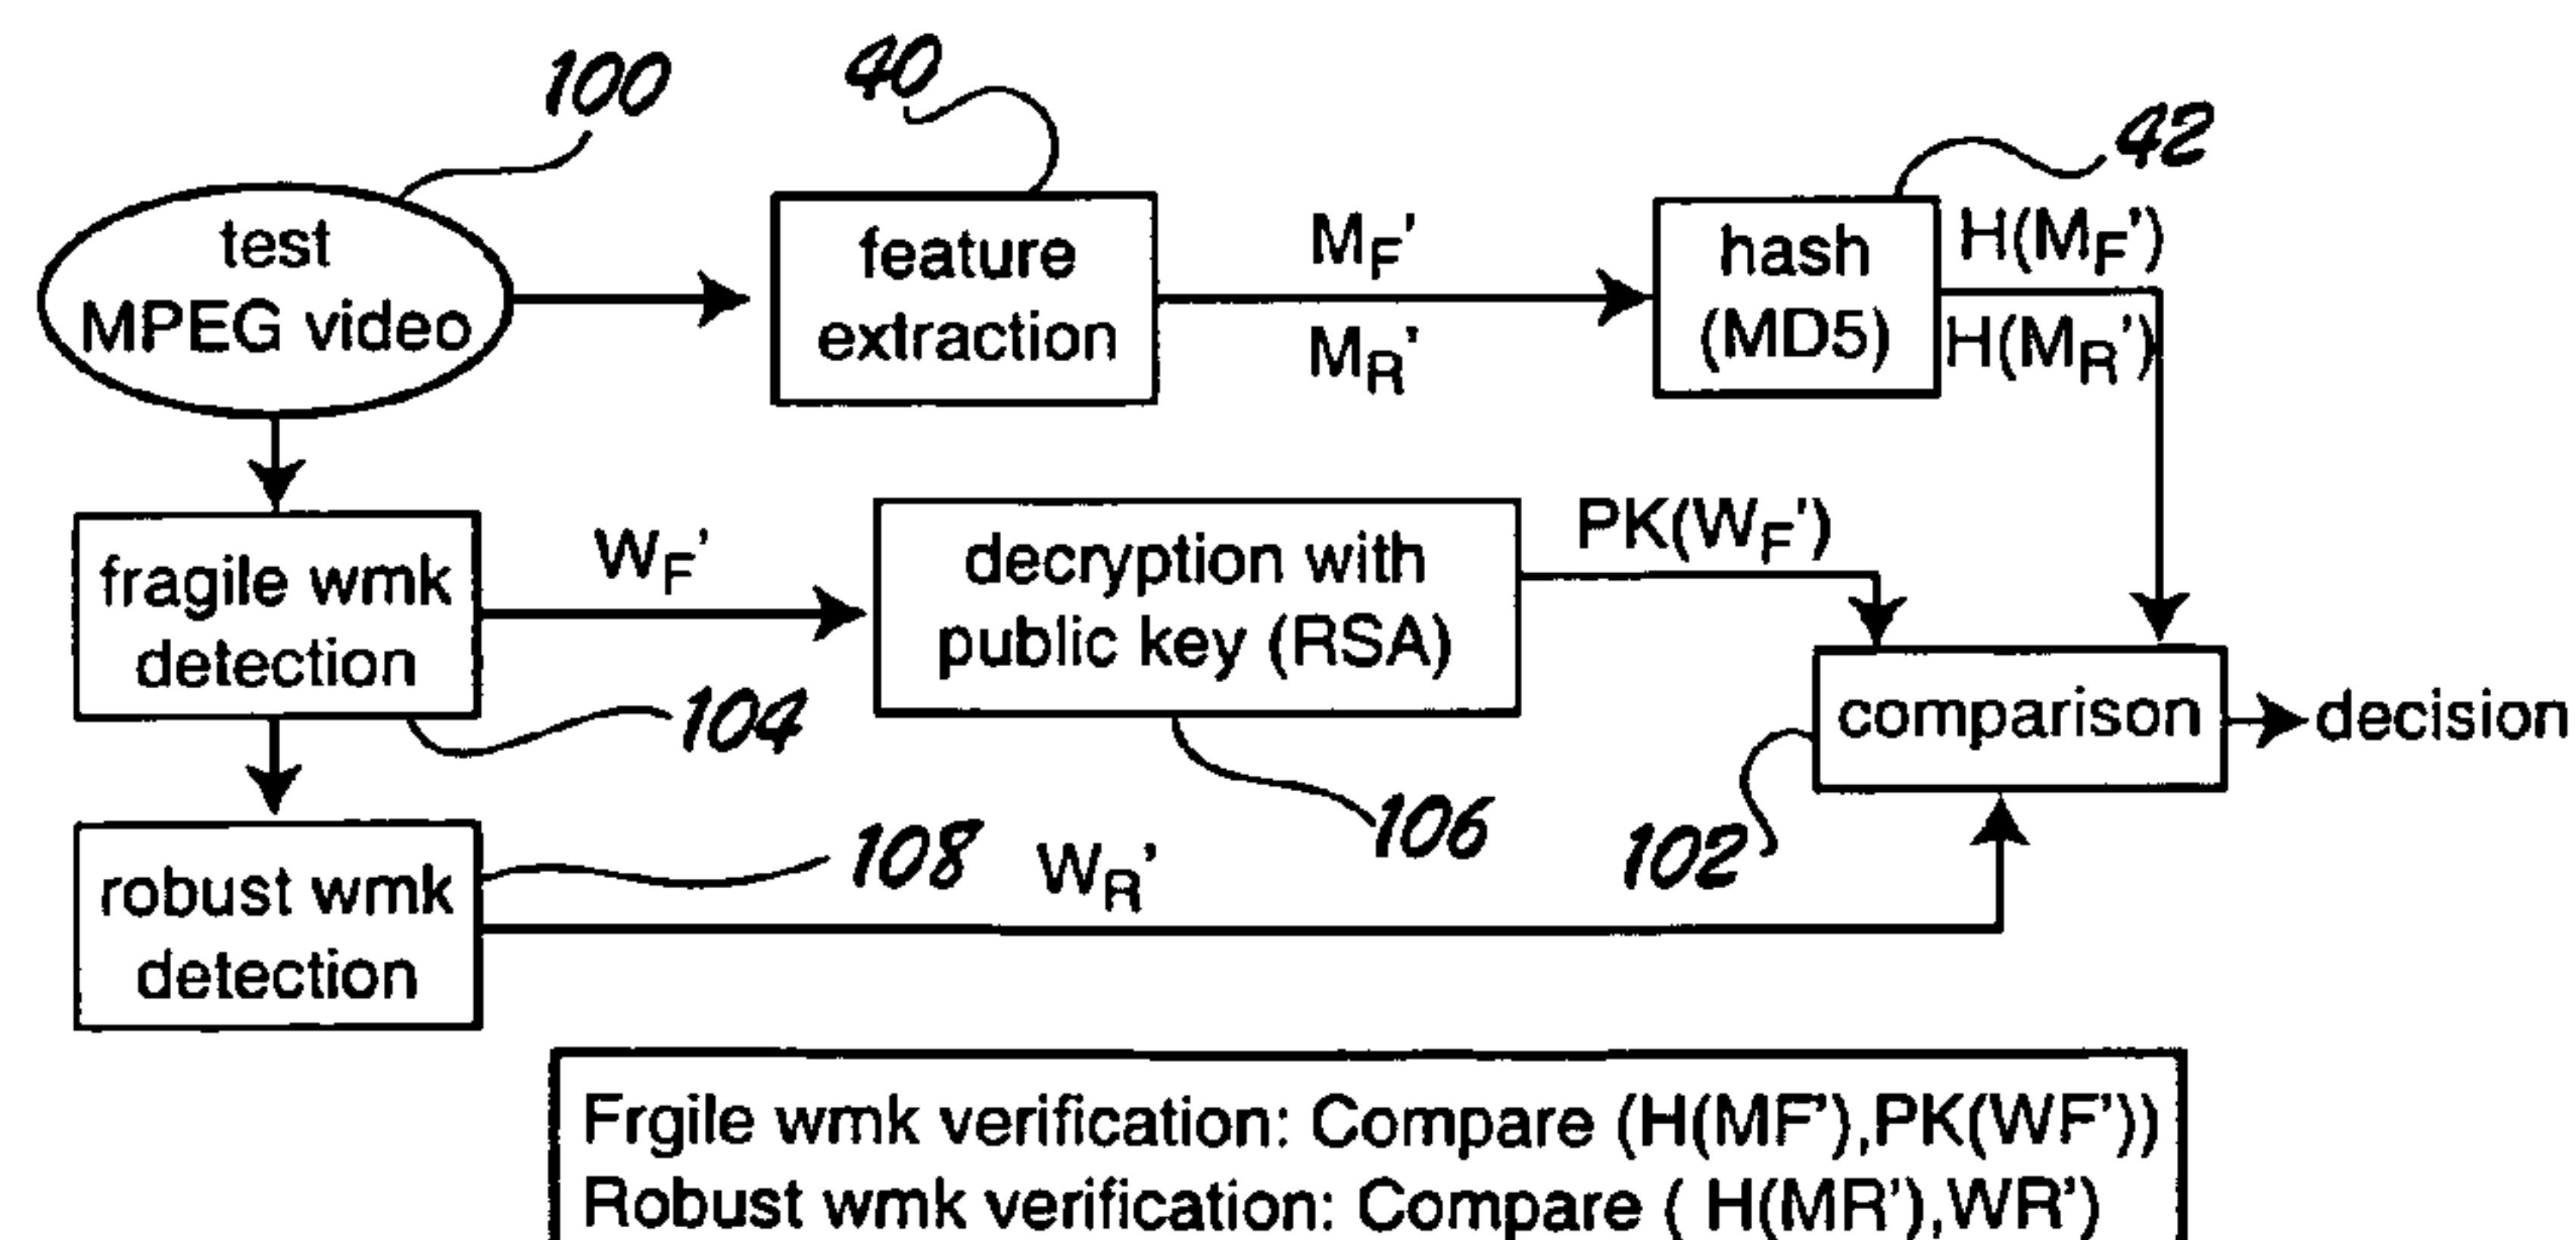 100
40
42
test
MPEG video
feature
extraction
MF'
MR'
hash
(MD5)
H(MF')
H(MR')
fragile wmk
detection
WF'
decryption with
public key (RSA)
PK(WF')
comparison
decision
104
106
102
robust wmk
detection
108
WR'
Frgile wmk verification: Compare (H(MF'),PK(WF'))
Robust wmk verification: Compare ( H(MR'),WR')